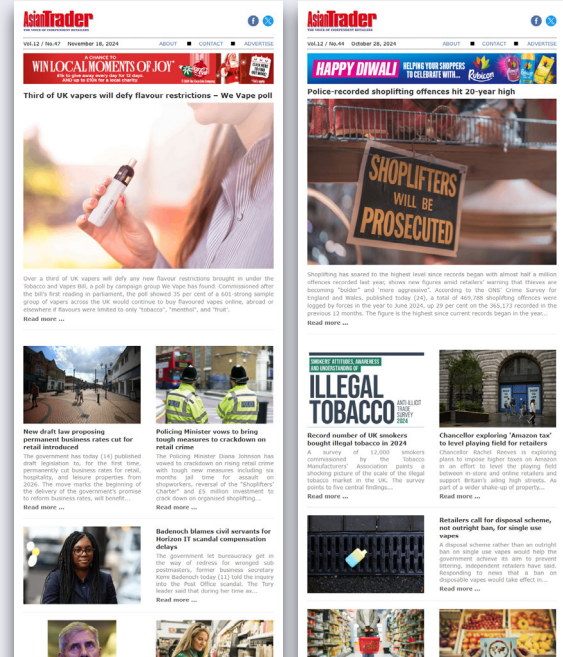 AsianTrader
THE VOICE OF INDEPENDENT RETAILERS
Vol.12 / No.47 November 18, 2024 ABOUT ■ CONTACT ■ ADVERTISE
A CHANCE TO
WIN LOCAL MOMENTS OF JOY*
£1k to give away every day for 12 days.
AND up to £10k for a local charity
Third of UK vapers will defy flavour restrictions – We Vape poll
Over a third of UK vapers will defy any new flavour restrictions brought in under the
Tobacco and Vapes Bill, a poll by campaign group We Vape has found. Commissioned after
the bill's first reading in parliament, the poll showed 35 per cent of a 601-strong sample
group of vapers across the UK would continue to buy flavoured vapes online, abroad or
elsewhere if flavours were limited to only "tobacco", "menthol", and "fruit".
Read more ...
New draft law proposing
permanent business rates cut for
retail introduced
The government has today (14) published
draft legislation to, for the first time,
permanently cut business rates for retail,
hospitality, and leisure properties from
2026. The move marks the beginning of
the delivery of the government's promise
to reform business rates, will benefit...
Read more ...
Policing Minister vows to bring
tough measures to crackdown on
retail crime
The Policing Minister Diana Johnson has
vowed to crackdown on rising retail crime
with tough new measures including six
months jail time for assault on
shopworkers, reversal of the "Shoplifters'
Charter" and £5 million investment to
crack down on organised shoplifting...
Read more ...
Badenoch blames civil servants for
Horizon IT scandal compensation
delays
The government let bureaucracy get in
the way of redress for wronged sub
postmasters, former business secretary
Kemi Badenoch today (11) told the inquiry
into the Post Office scandal. The Tory
leader said that during her time as...
Read more ...
AsianTrader
THE VOICE OF INDEPENDENT RETAILERS
Vol.12 / No.44 October 28, 2024 ABOUT ■ CONTACT ■ ADVERTISE
HAPPY DIWALI
HELPING YOUR SHOPPERS
TO CELEBRATE WITH...
Rubicon
Police-recorded shoplifting offences hit 20-year high
SHOPLIFTERS
WILL BE
PROSECUTED
Shoplifting has soared to the highest level since records began with almost half a million
offences recorded last year, shows new figures amid retailers' warning that thieves are
becoming "bolder" and "more aggressive". According to the ONS' Crime Survey for
England and Wales, published today (24), a total of 469,788 shoplifting offences were
logged by forces in the year to June 2024, up 29 per cent on the 365,173 recorded in the
previous 12 months. The figure is the highest since current records began in the year...
Read more ...
SMOKERS' ATTITUDES, AWARENESS
AND UNDERSTANDING OF
ILLEGAL
TOBACCO
ANTI-ILLICIT
TRADE
SURVEY
2024
Record number of UK smokers
bought illegal tobacco in 2024
A survey of 12,000 smokers
commissioned by the Tobacco
Manufacturers' Association paints a
shocking picture of the scale of the illegal
tobacco market in the UK. The survey
points to five central findings...
Read more ...
Chancellor exploring 'Amazon tax'
to level playing field for retailers
Chancellor Rachel Reeves is exploring
plans to impose higher taxes on Amazon
in an effort to level the playing field
between in-store and online retailers and
support Britain's ailing high streets. As
part of a wider shake-up of property...
Read more ...
Retailers call for disposal scheme,
not outright ban, for single use
vapes
A disposal scheme rather than an outright
ban on single use vapes would help the
government achieve its aim to prevent
littering, independent retailers have said.
Responding to news that a ban on
disposable vapes would take effect in...
Read more ...